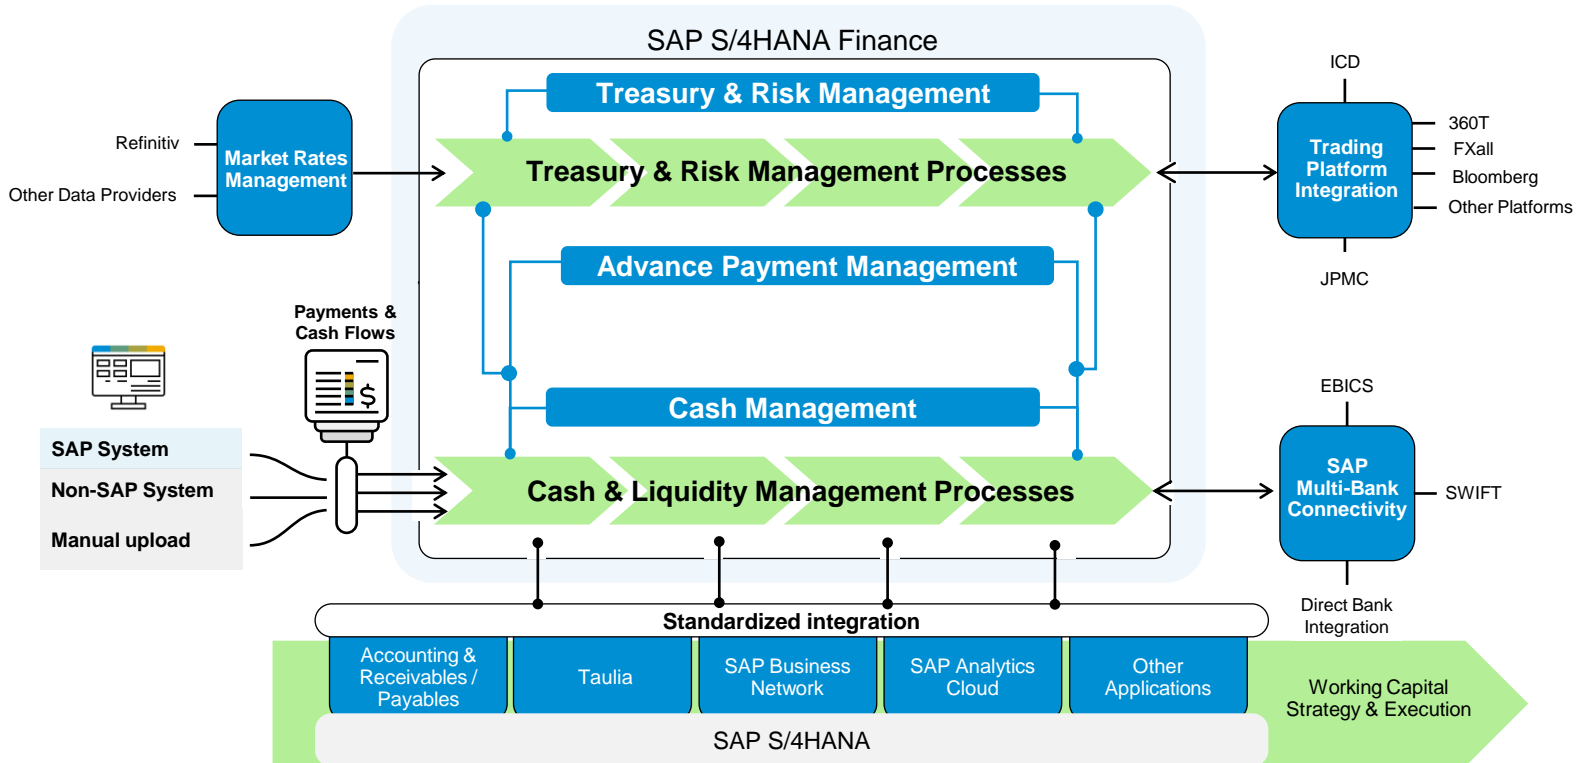 SAP S/4HANA Finance
Treasury & Risk Management
Treasury & Risk Management Processes
Refinitiv
Other Data Providers
Market Rates
Management
ICD
Trading
Platform
Integration
360T
FXall
Bloomberg
Other Platforms
JPMC
Advance Payment Management
Payments &
Cash Flows
$
Cash Management
SAP System
Non-SAP System
Manual upload
Cash & Liquidity Management Processes
EBICS
SAP
Multi-Bank
Connectivity
SWIFT
Direct Bank
Integration
Standardized integration
Accounting &
Receivables /
Payables
Taulia
SAP Business
Network
SAP Analytics
Cloud
Other
Applications
Working Capital
Strategy & Execution
SAP S/4HANA